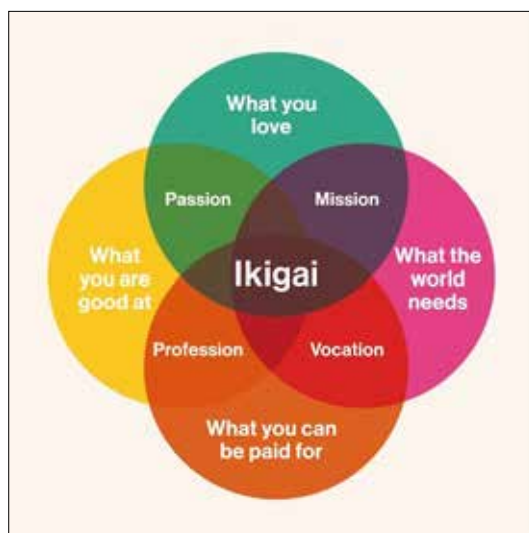 What you
love
Passion
Mission
What
you are
good at
Ikigai
What the
world
needs
Profession
Vocation
What you can
be paid for